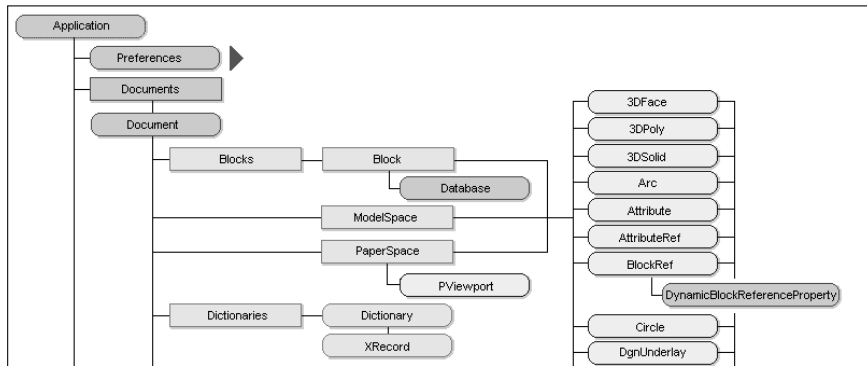 Application
Preferences
Documents
Document
Blocks
Block
Database
ModelSpace
PaperSpace
PViewport
Dictionaries
Dictionary
XRecord
3DFace
3DPoly
3DSolid
Arc
Attribute
AttributeRef
BlockRef
DynamicBlockReferenceProperty
Circle
DgnUnderlay